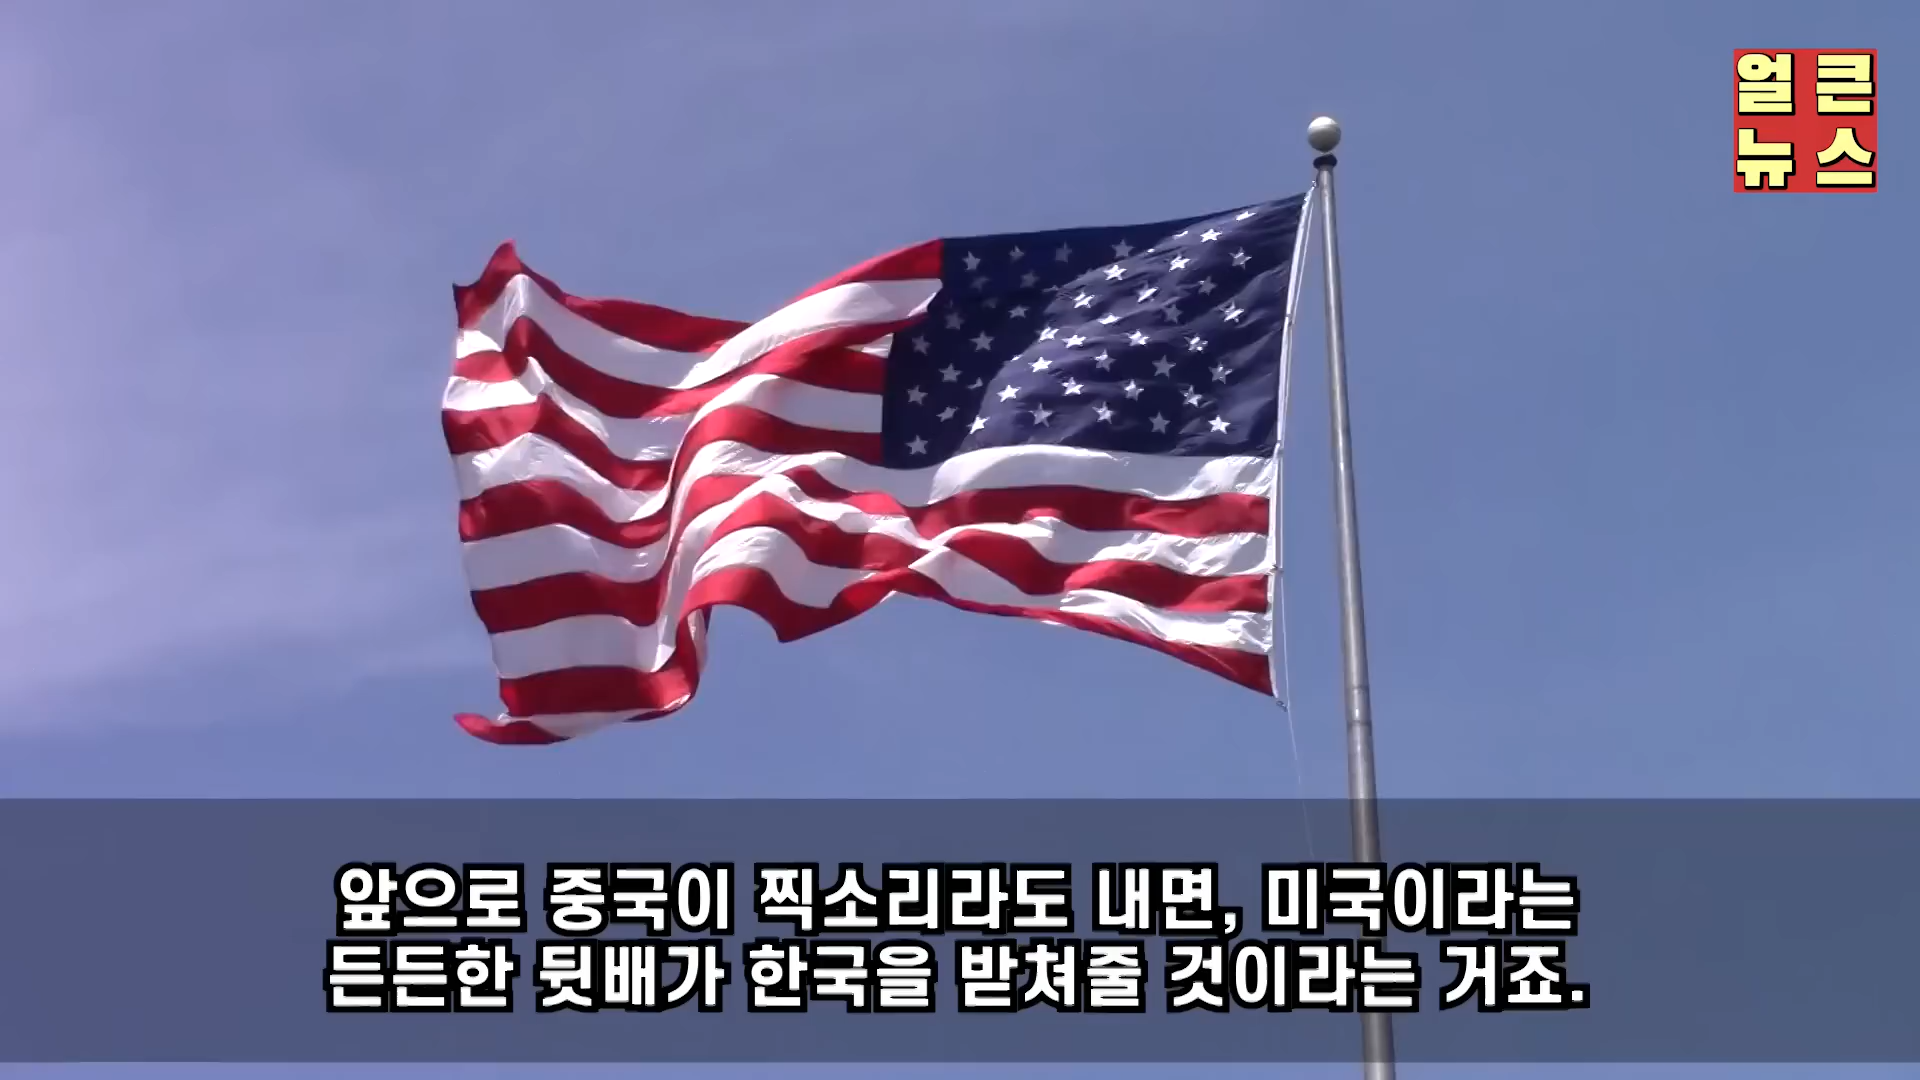 얼큰
뉴스
앞으로 중국이 찍소리라도 내면, 미국이라는
든든한 뒷배가 한국을 받쳐줄 것이라는 거죠.